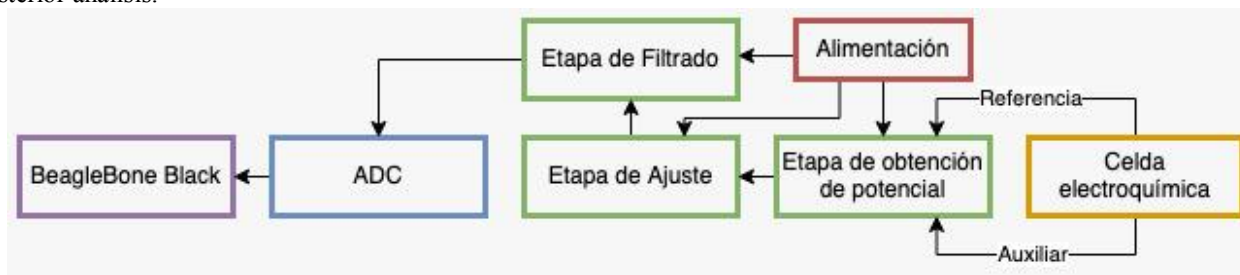 sterior análisis.
Etapa de Filtrado
Alimentación
Referencia
BeagleBone Black
ADC
Etapa de Ajuste
Etapa de obtención
de potencial
Celda
electroquímica
Auxiliar